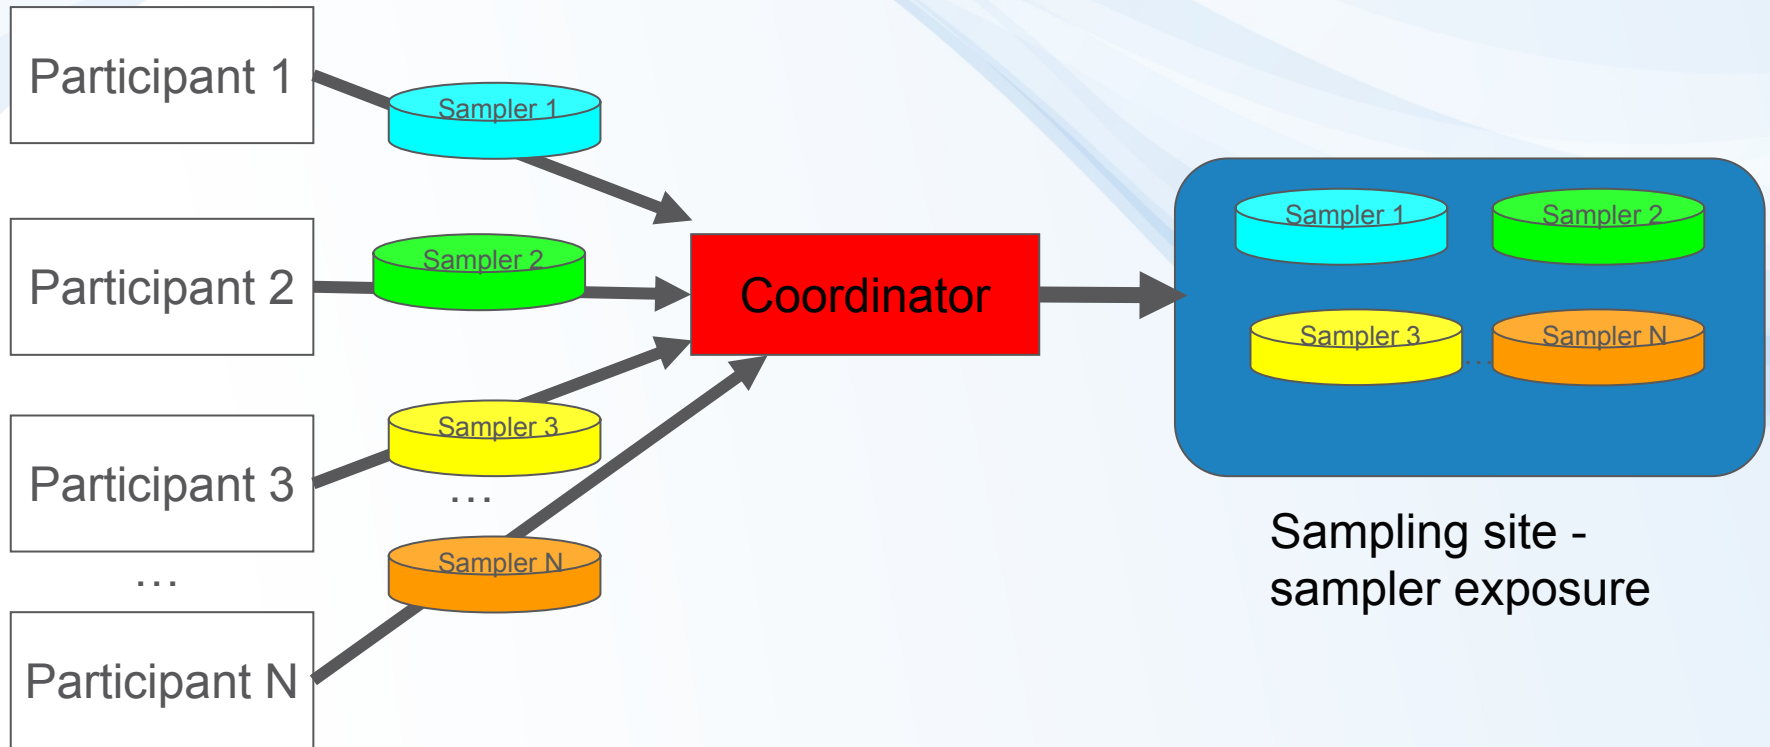 Participant 1
Sampler 1
Participant 2
Sampler 2
Participant 3
Sampler 3
…
…
Participant N
Sampler N
Coordinator
Sampler 1
Sampler 2
Sampler 3
…
Sampler N
Sampling site -
sampler exposure